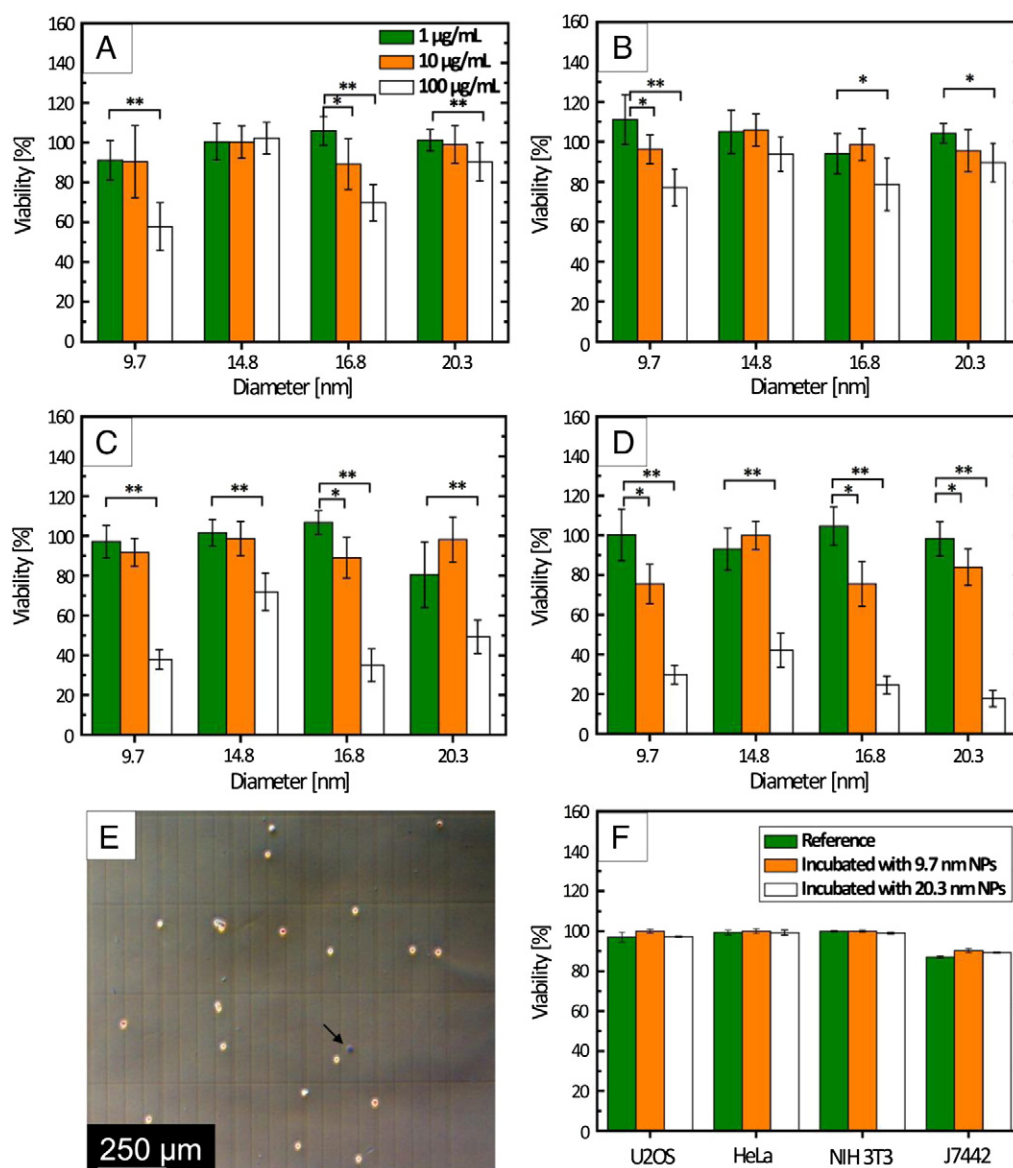 A
1 µg/mL
10 µg/mL
100 µg/mL
160
140
120
100
80
60
40
20
0
Viability [%]
**
*
**
**
9.7 14.8 16.8 20.3
Diameter [nm]
B
160
140
120
100
80
60
40
20
0
Viability [%]
**
*
*
*
9.7 14.8 16.8 20.3
Diameter [nm]
C
160
140
120
100
80
60
40
20
0
Viability [%]
**
**
**
*
**
9.7 14.8 16.8 20.3
Diameter [nm]
D
160
140
120
100
80
60
40
20
0
Viability [%]
**
*
**
**
*
**
*
9.7 14.8 16.8 20.3
Diameter [nm]
E
250 µm
F
Reference
Incubated with 9.7 nm NPs
Incubated with 20.3 nm NPs
160
140
120
100
80
60
40
20
0
Viability [%]
U2OS HeLa NIH 3T3 J7442